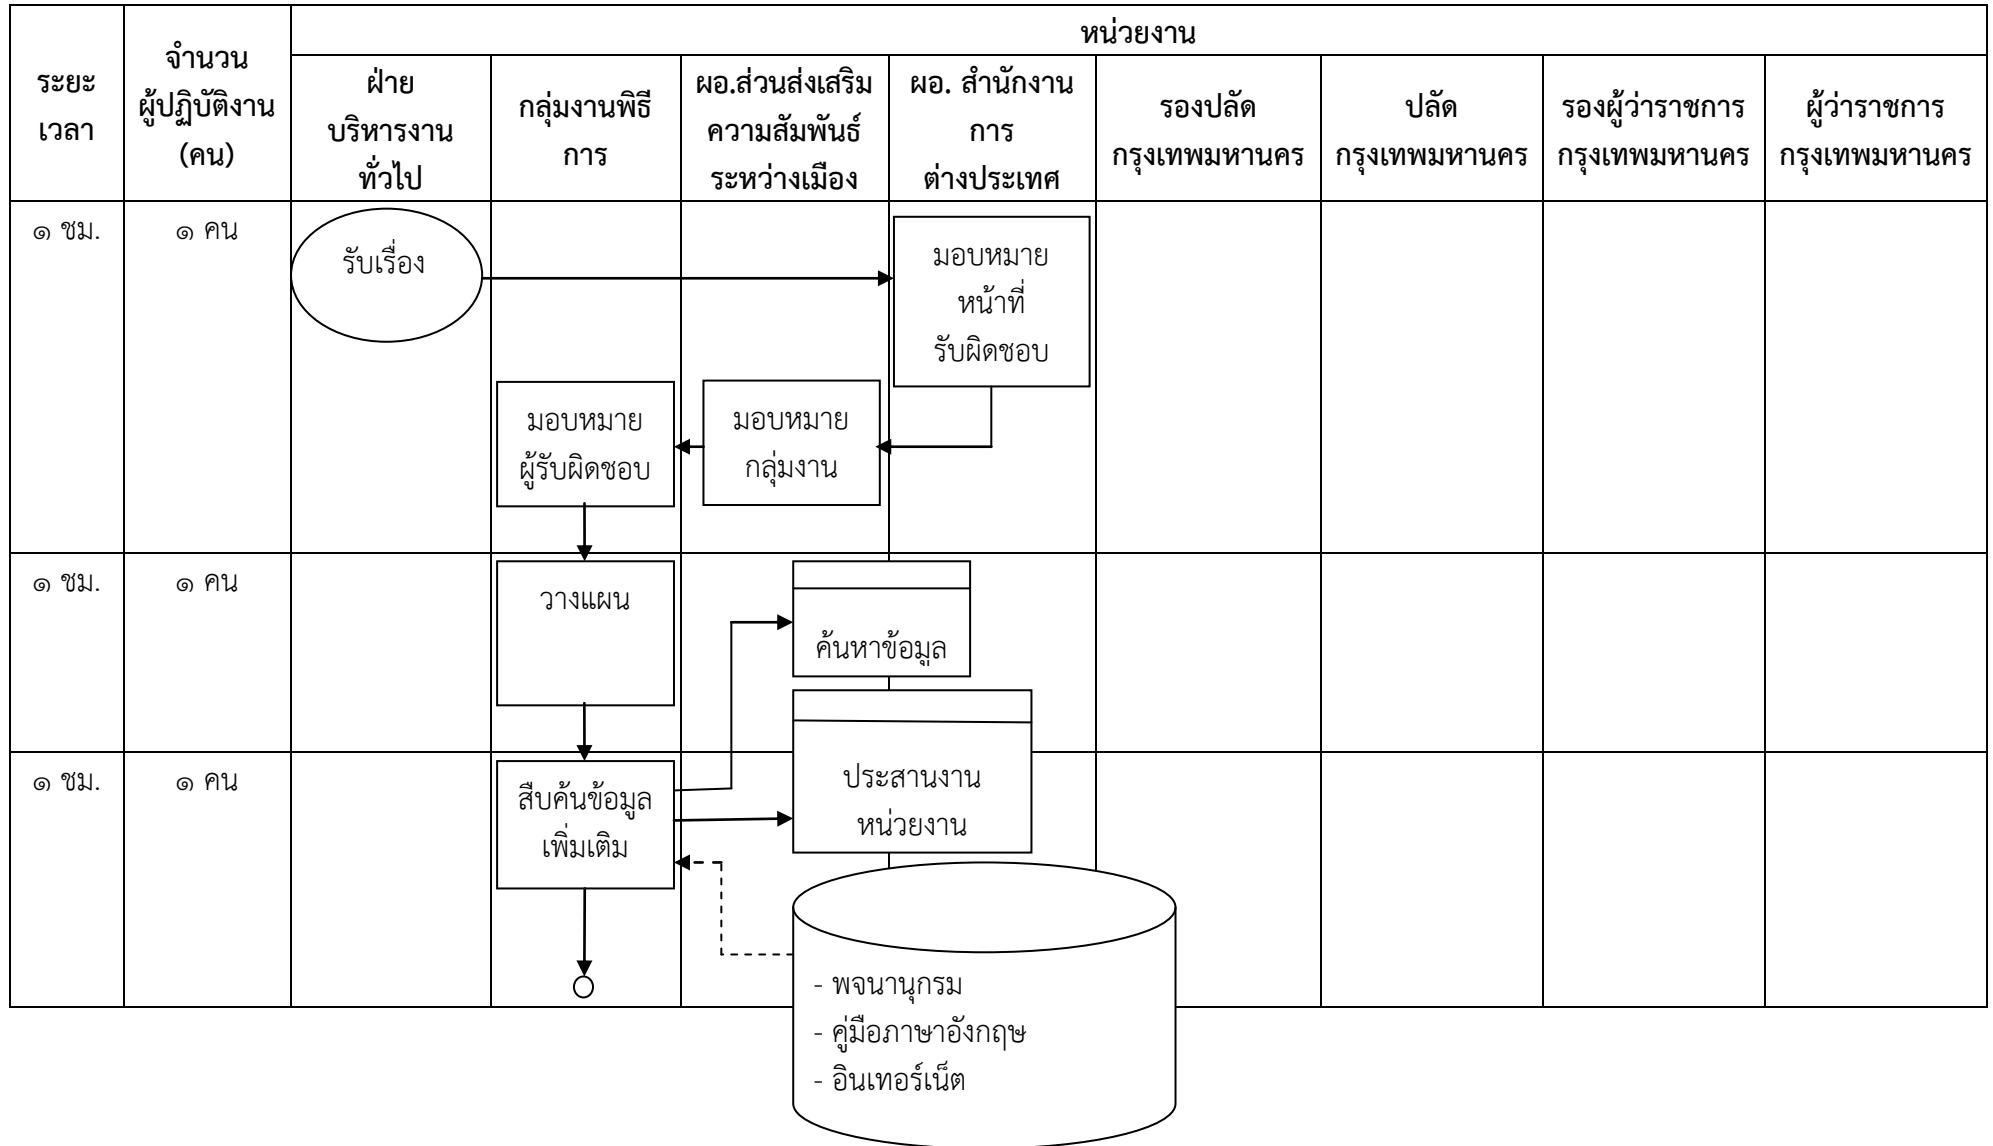 ระยะ
เวลา
จำนวน
ผู้ปฏิบัติงาน
(คน)
หน่วยงาน
ฝ่าย
บริหารงาน
ทั่วไป
กลุ่มงานพิธี
การ
ผอ.ส่วนส่งเสริม
ความสัมพันธ์
ระหว่างเมือง
ผอ. สำนักงาน
การ
ต่างประเทศ
รองปลัด
กรุงเทพมหานคร
ปลัด
กรุงเทพมหานคร
รองผู้ว่าราชการ
กรุงเทพมหานคร
ผู้ว่าราชการ
กรุงเทพมหานคร
๑ ชม.
๑ คน
รับเรื่อง
มอบหมาย
หน้าที่
รับผิดชอบ
มอบหมาย
กลุ่มงาน
มอบหมาย
ผู้รับผิดชอบ
๑ ชม.
๑ คน
วางแผน
ค้นหาข้อมูล
๑ ชม.
๑ คน
สืบค้นข้อมูล
เพิ่มเติม
ประสานงาน
หน่วยงาน
- พจนานุกรม
- คู่มือภาษาอังกฤษ
- อินเทอร์เน็ต